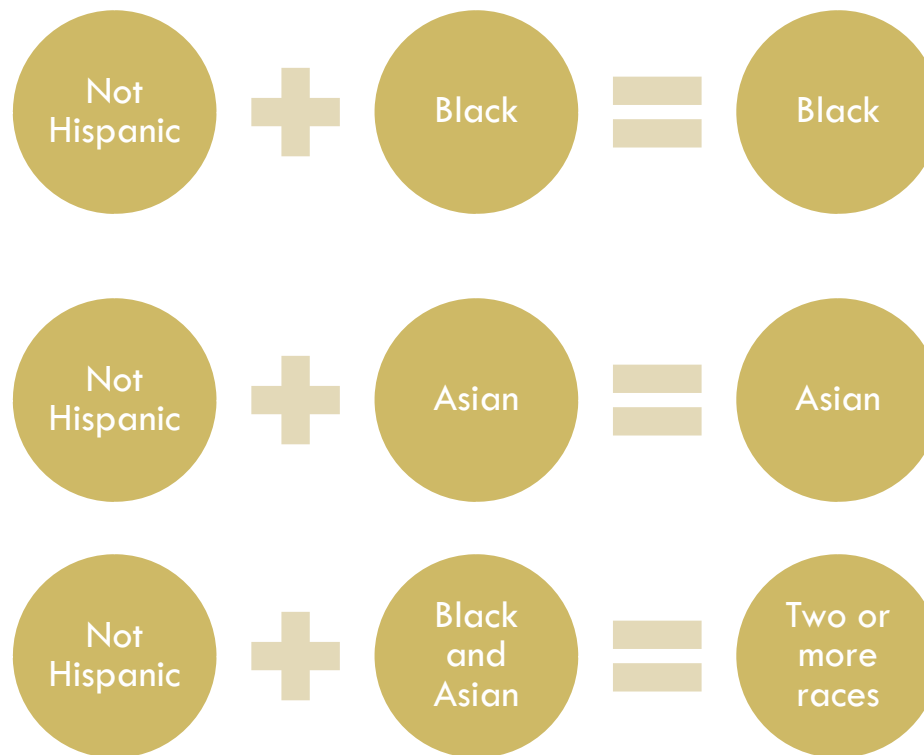 Not
Hispanic
Black
Black
Not
Hispanic
Asian
Asian
Not
Hispanic
Black
and
Asian
Two or
more
races